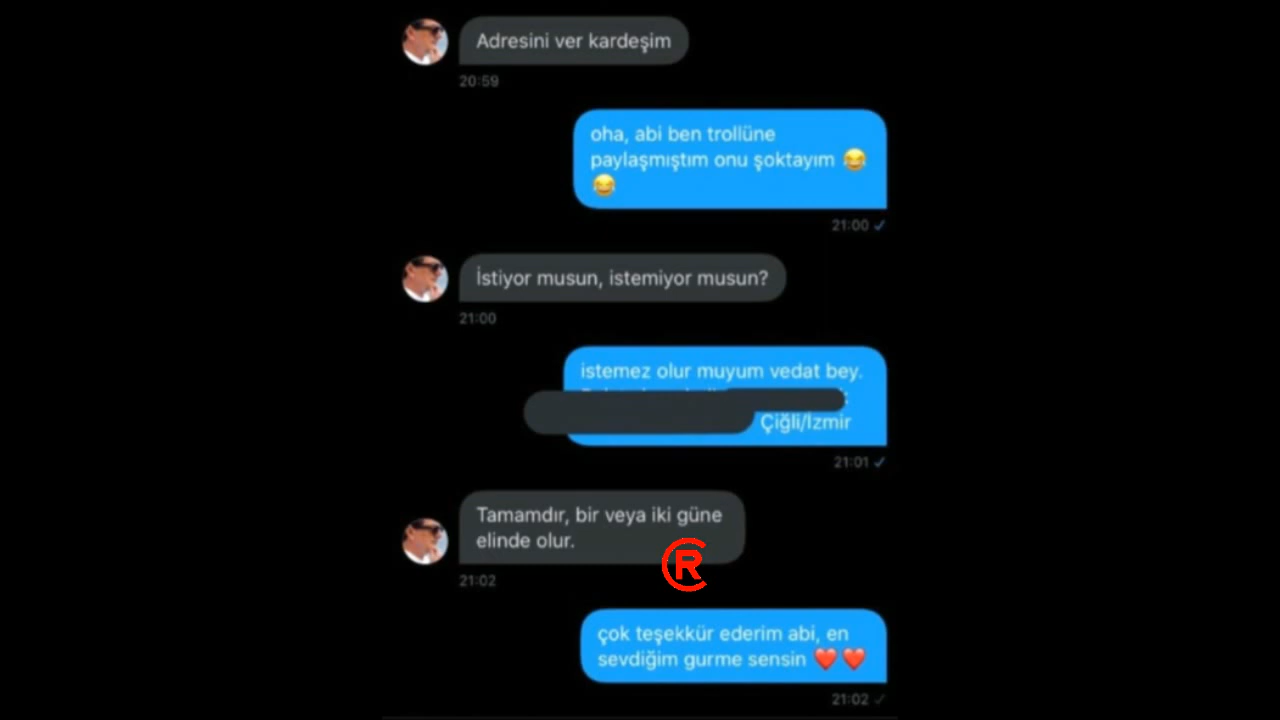 Adresini ver kardeşim
20:59
oha, abi ben trollüne
paylaşmıştım onu şoktayım 😂
😂
21:00 ✓
İstiyor musun, istemiyor musun?
21:00
istemez olur muyum vedat bey.
Çiğli/İzmir
21:01 ✓
Tamamdır, bir veya iki güne
elinde olur.
R
21:02
çok teşekkür ederim abi, en
sevdiğim gurme sensin ❤️❤️
21:02 ✓